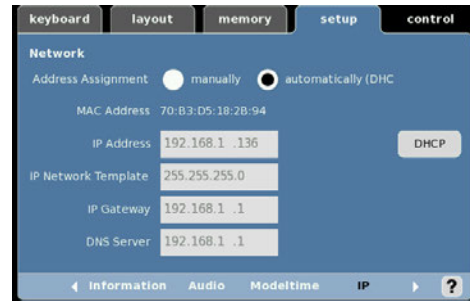 keyboard layout memory setup control
Network
Address Assignment manually automatically (DHC
MAC Address 70:B3:D5:18:2B:94
IP Address 192.168.1 .136 DHCP
IP Network Template 255.255.255.0
IP Gateway 192.168.1 .1
DNS Server 192.168.1 .1
Information Audio Modeltime IP ?